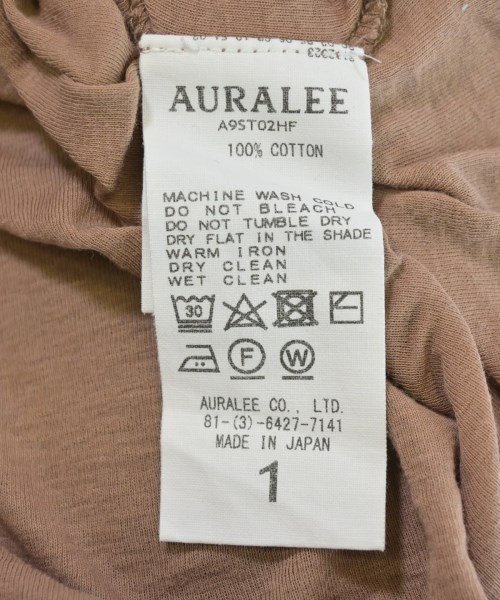 AURALEE
A9ST02HF
100% COTTON
MACHINE WASH COLD
DO NOT BLEACH
DO NOT TUMBLE DRY
DRY FLAT IN THE SHADE
WARM IRON
DRY CLEAN
WET CLEAN
30
F W
AURALEE CO., LTD.
81-(3)-6427-7141
MADE IN JAPAN
1